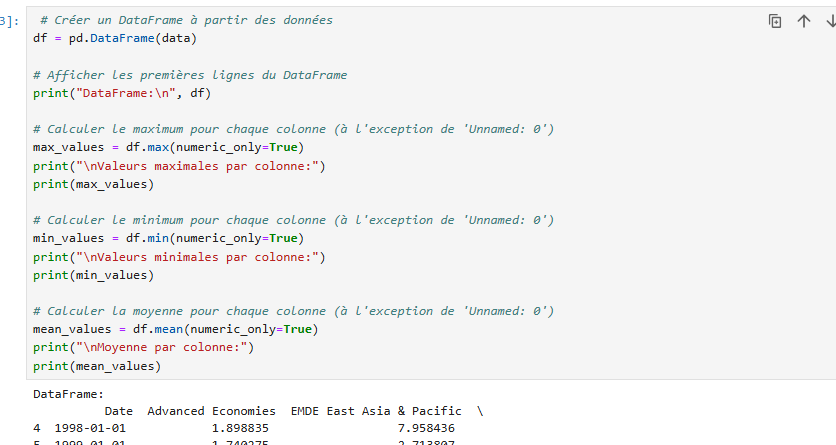 3]:
# Créer un DataFrame à partir des données
df = pd.DataFrame(data)
# Afficher les premières lignes du DataFrame
print("DataFrame:\n", df)
# Calculer le maximum pour chaque colonne (à l'exception de 'Unnamed: 0')
max_values = df.max(numeric_only=True)
print("\nValeurs maximales par colonne:")
print(max_values)
# Calculer le minimum pour chaque colonne (à l'exception de 'Unnamed: 0')
min_values = df.min(numeric_only=True)
print("\nValeurs minimales par colonne:")
print(min_values)
# Calculer la moyenne pour chaque colonne (à l'exception de 'Unnamed: 0')
mean_values = df.mean(numeric_only=True)
print("\nMoyenne par colonne:")
print(mean_values)
DataFrame:
Date Advanced Economies EMDE East Asia & Pacific \
4 1998-01-01 1.898835 7.958436
5 1999-01-01 1.740275 2.713807